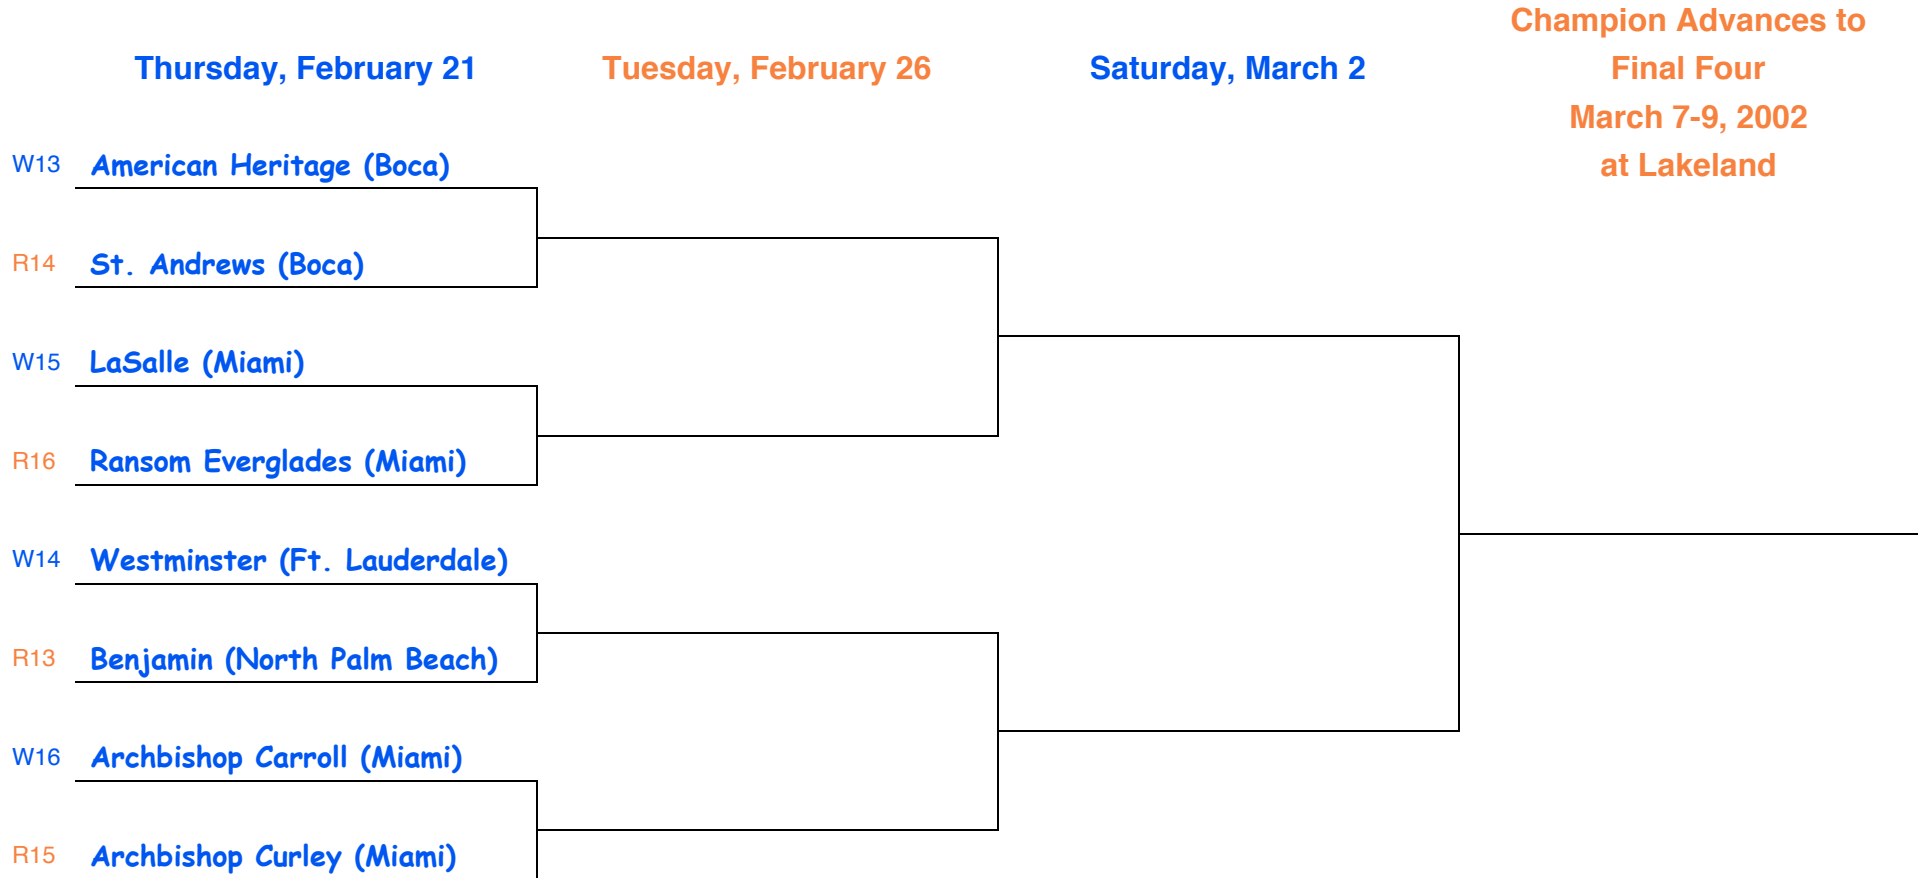 Champion Advances to
Thursday, February 21 Tuesday, February 26 Saturday, March 2 Final Four
March 7-9, 2002
W13 American Heritage (Boca) at Lakeland
R14 St. Andrews (Boca)
W15 LaSalle (Miami)
R16 Ransom Everglades (Miami)
W14 Westminster (Ft. Lauderdale)
R13 Benjamin (North Palm Beach)
W16 Archbishop Carroll (Miami)
R15 Archbishop Curley (Miami)